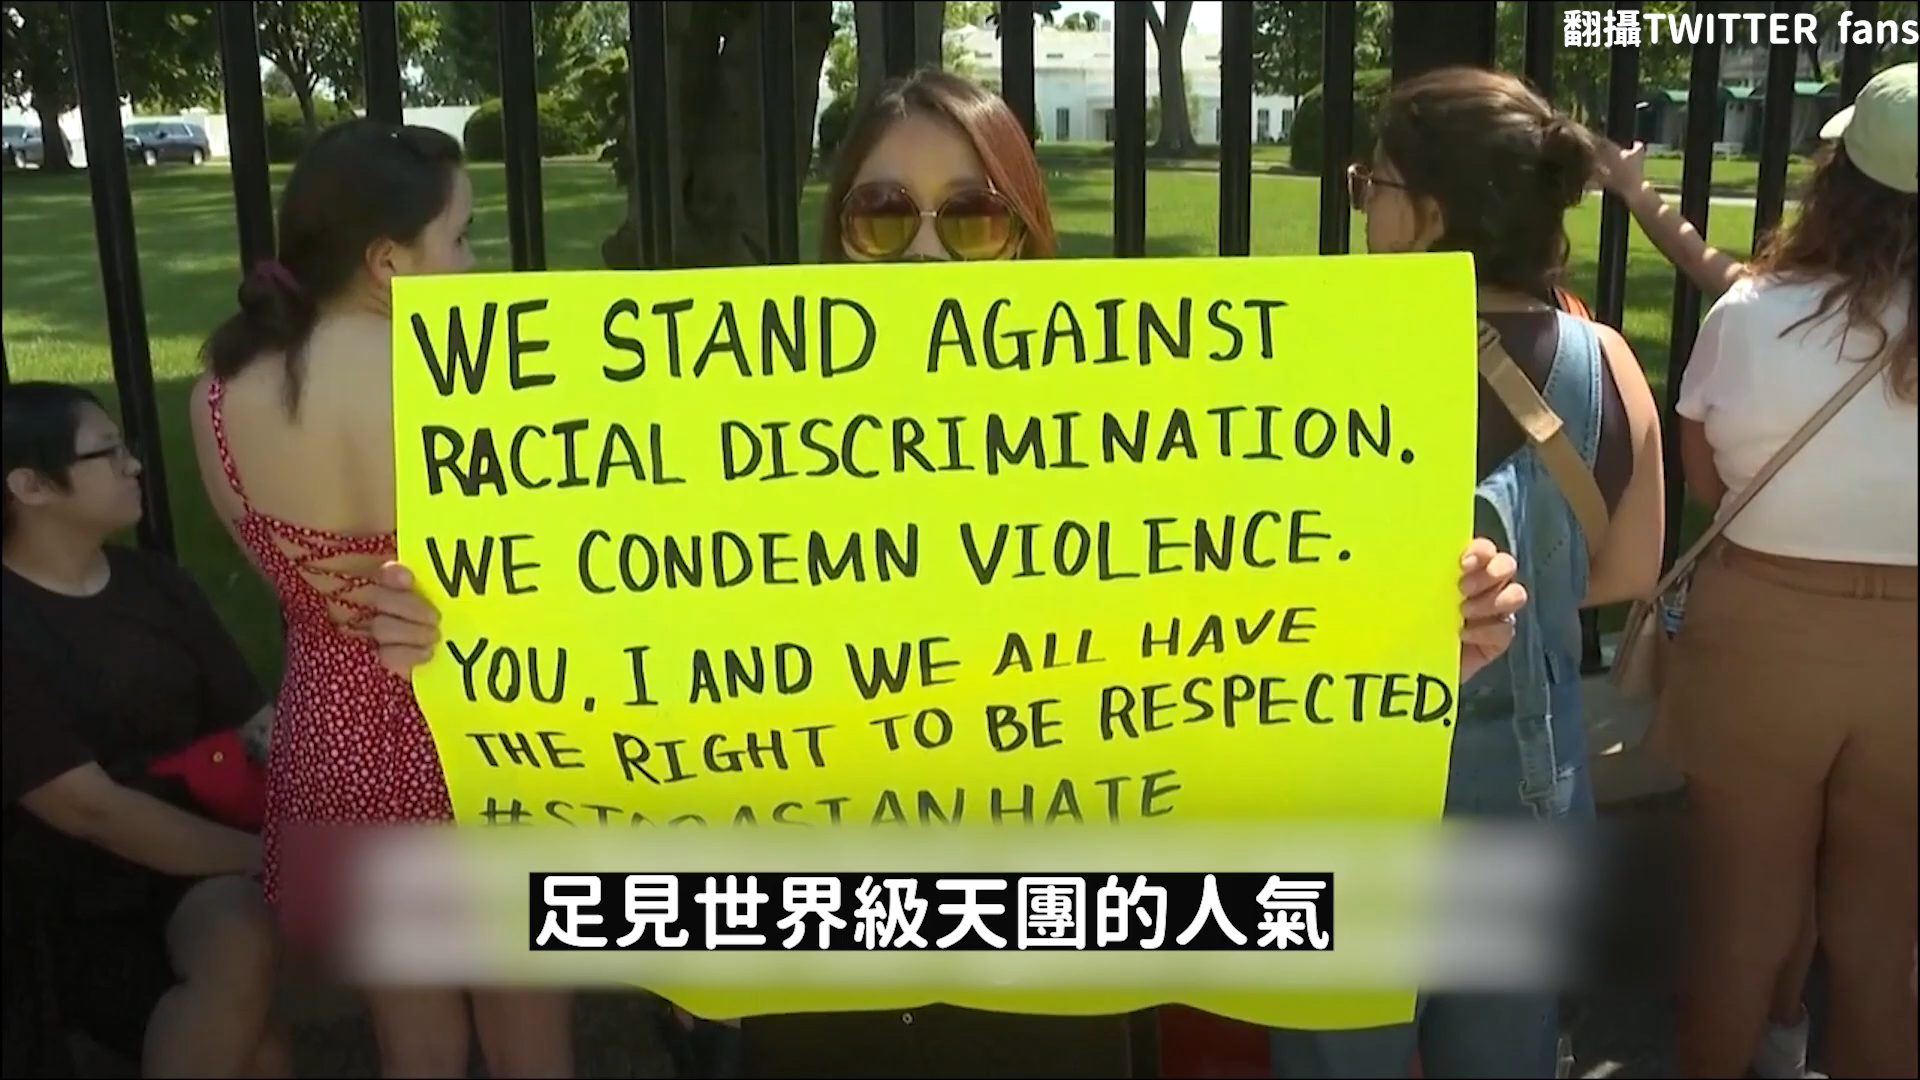 翻攝TWITTER fans
WE STAND AGAINST
RACIAL DISCRIMINATION.
WE CONDEMN VIOLENCE.
YOU, I AND WE ALL HAVE
THE RIGHT TO BE RESPECTED.
#STOPASIANHATE
足見世界級天團的人氣